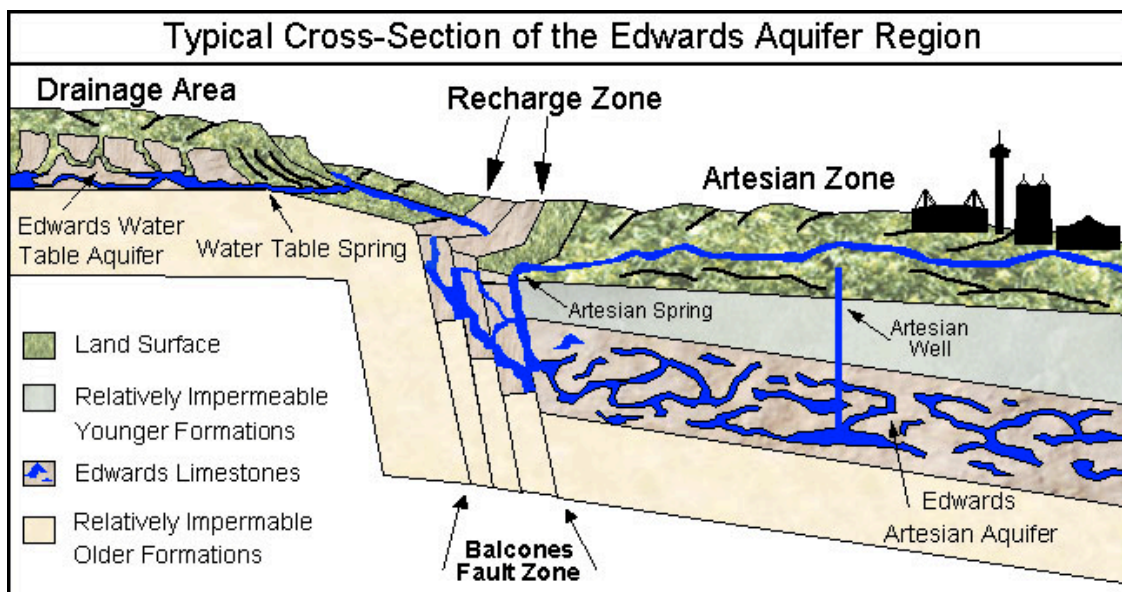 Typical Cross-Section of the Edwards Aquifer Region
Drainage Area
Recharge Zone
Artesian Zone
Edwards Water
Table Aquifer
Water Table Spring
Artesian Spring
Artesian
Well
Land Surface
Relatively Impermeable
Younger Formations
Edwards Limestones
Relatively Impermable
Older Formations
Edwards
Artesian Aquifer
Balcones
Fault Zone